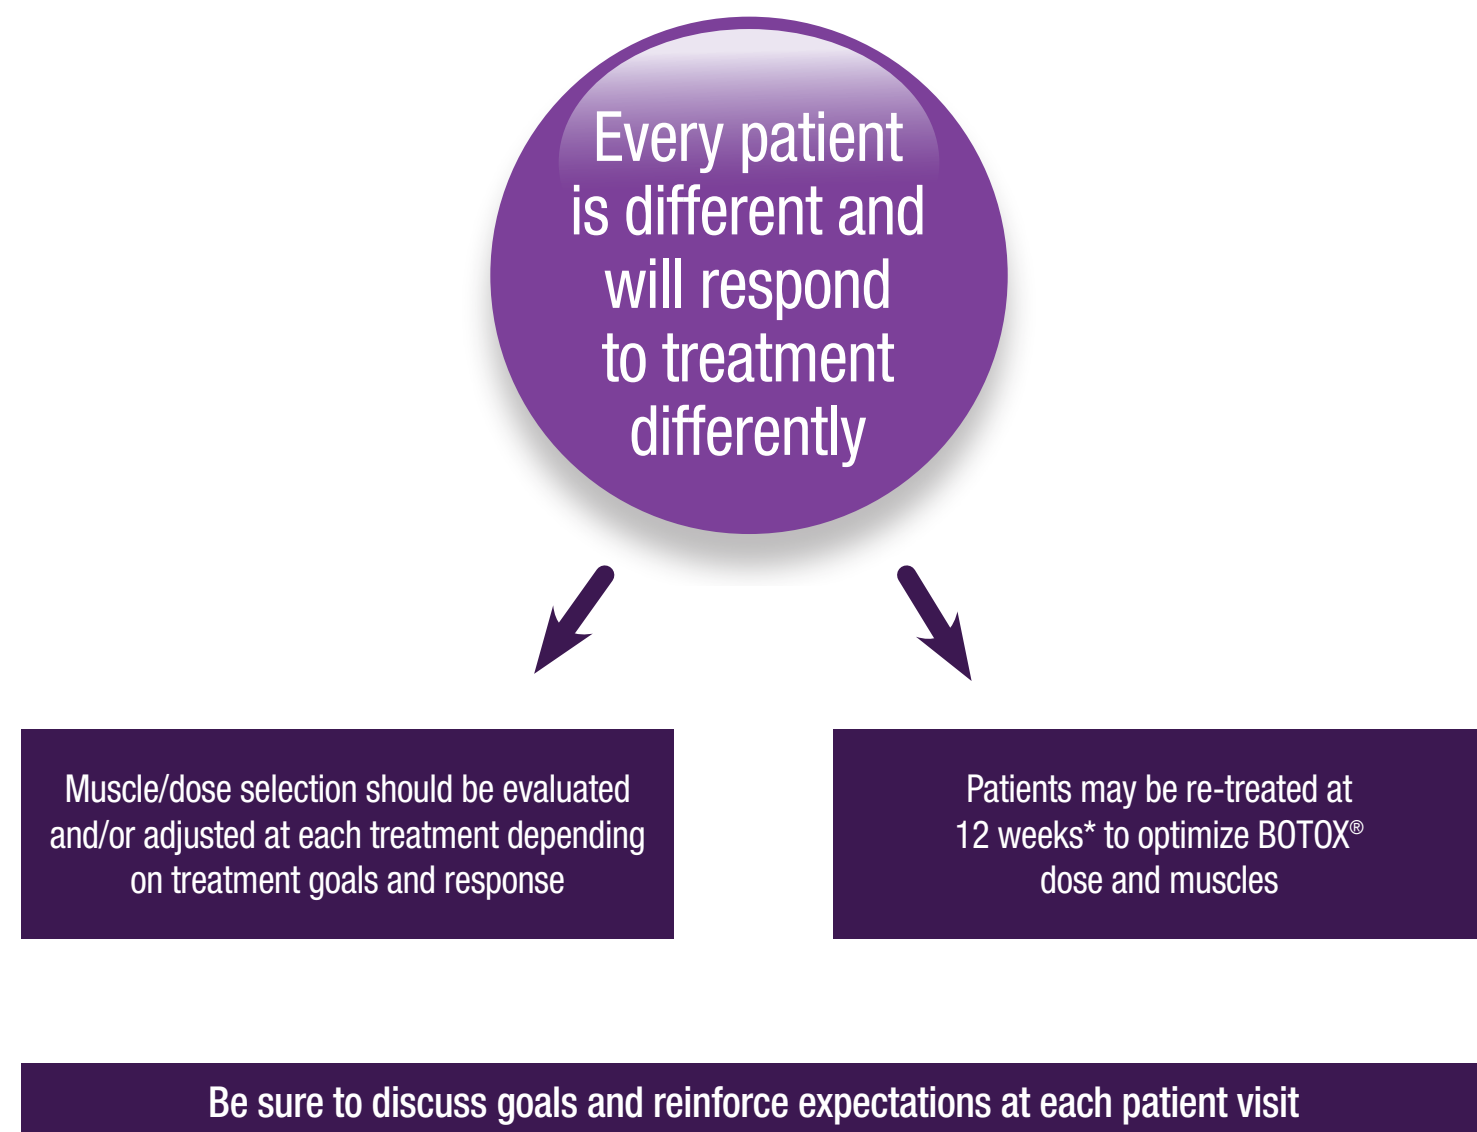 Every patient
is different and
will respond
to treatment
differently
Muscle/dose selection should be evaluated
and/or adjusted at each treatment depending
on treatment goals and response
Patients may be re-treated at
12 weeks* to optimize BOTOX®
dose and muscles
Be sure to discuss goals and reinforce expectations at each patient visit